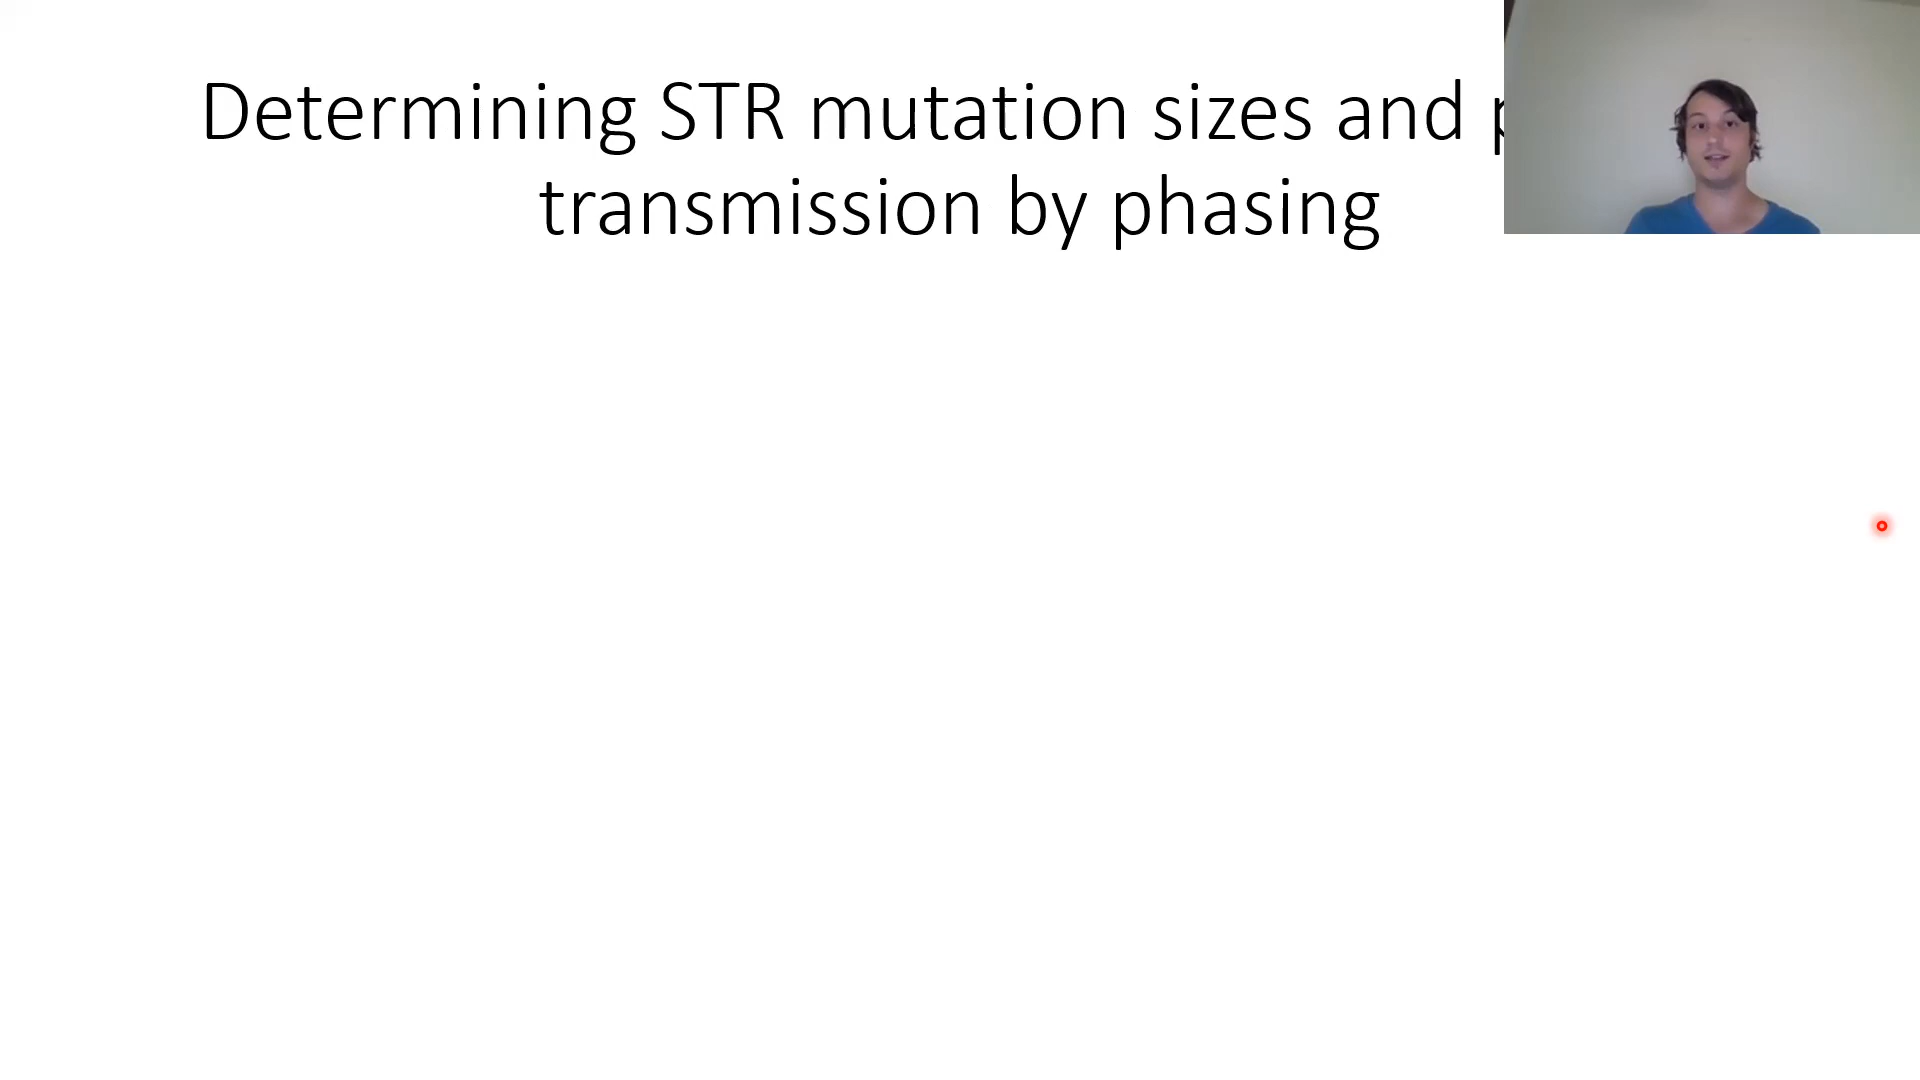 Determining STR mutation sizes and
transmission by phasing